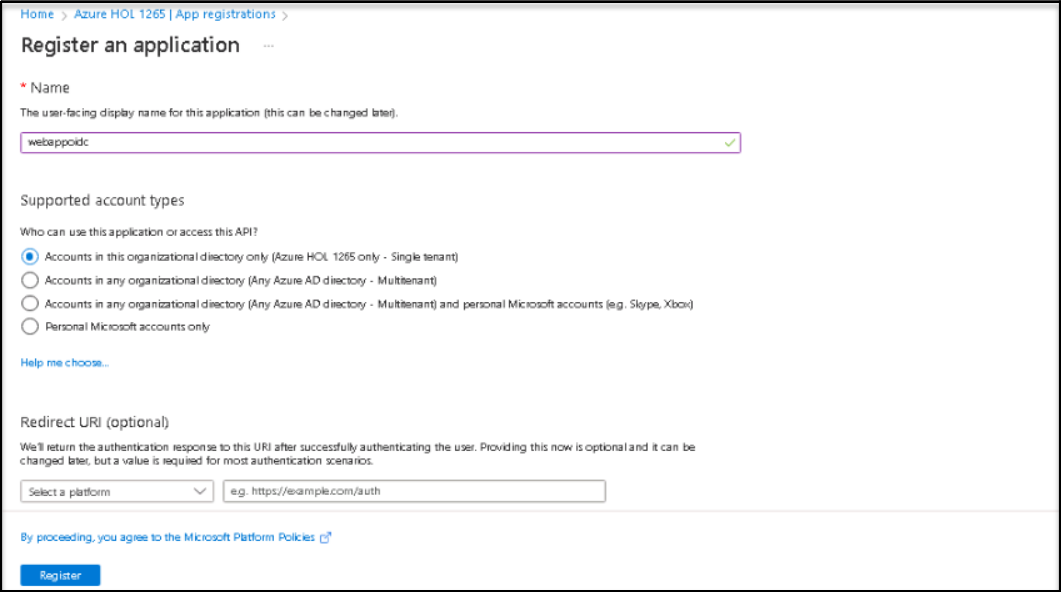 Home > Azure HOL 1265 | App registrations >
Register an application ...
* Name
The user-facing display name for this application (this can be changed later).
webappoidc
Supported account types
Who can use this application or access this API?
Accounts in this organizational directory only (Azure HOL 1265 only - Single tenant)
Accounts in any organizational directory (Any Azure AD directory - Multitenant)
Accounts in any organizational directory (Any Azure AD directory - Multitenant) and personal Microsoft accounts (e.g. Skype, Xbox)
Personal Microsoft accounts only
Help me choose...
Redirect URI (optional)
We'll return the authentication response to this URI after successfully authenticating the user. Providing this now is optional and it can be
changed later, but a value is required for most authentication scenarios.
Select a platform
e.g. https://example.com/auth
By proceeding, you agree to the Microsoft Platform Policies
Register